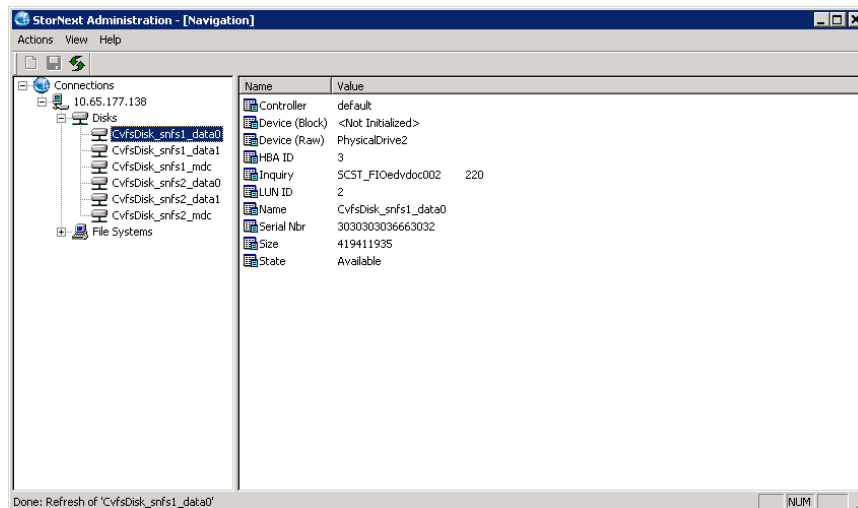 StorNext Administration - [Navigation]
Actions View Help
Connections
10.65.177.138
Disks
CvfsDisk_snfs1_data0
CvfsDisk_snfs1_data1
CvfsDisk_snfs1_mdc
CvfsDisk_snfs2_data0
CvfsDisk_snfs2_data1
CvfsDisk_snfs2_mdc
File Systems
Name Value
Controller default
Device (Block) <Not Initialized>
Device (Raw) PhysicalDrive2
HBA ID 3
Inquiry SCST_FIOedvdoc002 220
LUN ID 2
Name CvfsDisk_snfs1_data0
Serial Nbr 3030303036663032
Size 419411935
State Available
Done: Refresh of 'CvfsDisk_snfs1_data0'
NUM